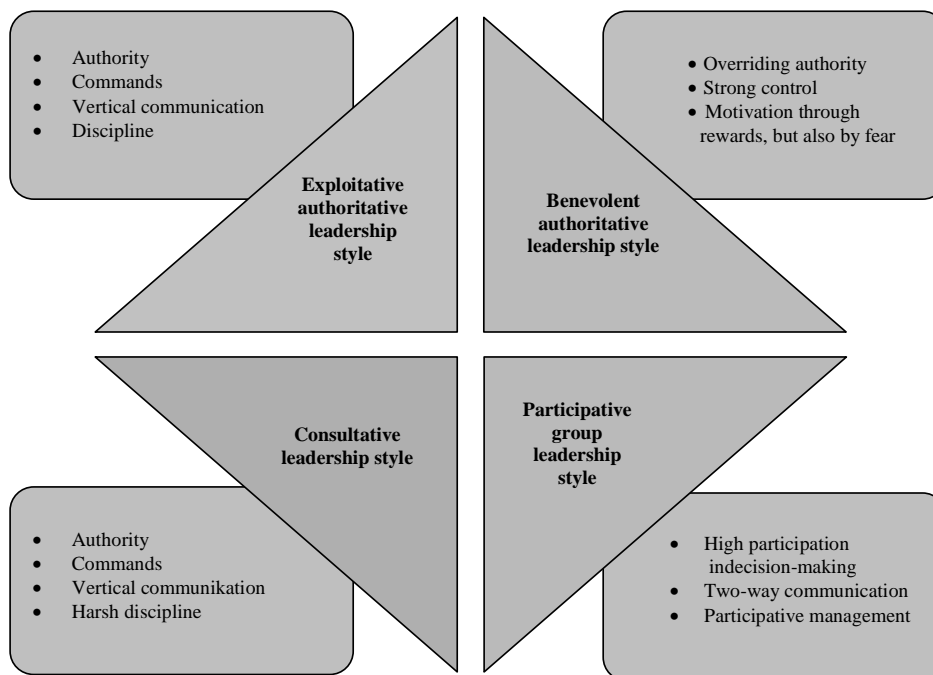 • Authority
• Commands
• Vertical communication
• Discipline
• Overriding authority
• Strong control
• Motivation through
rewards, but also by fear
Exploitative
authoritative
leadership
style
Benevolent
authoritative
leadership style
Consultative
leadership style
Participative
group
leadership
style
• Authority
• Commands
• Vertical communikation
• Harsh discipline
• High participation
indecision-making
• Two-way communication
• Participative management